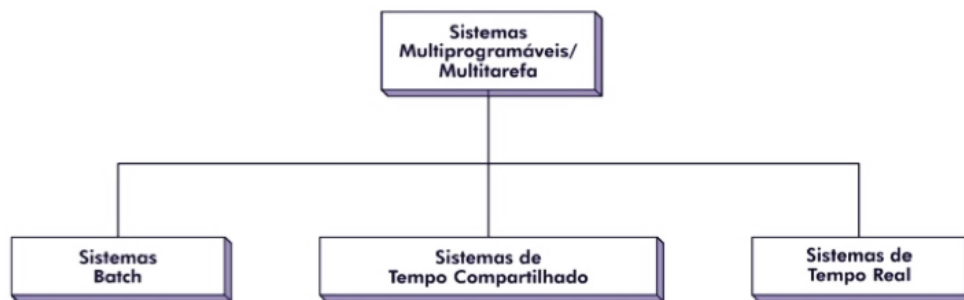 Sistemas
Multiprogramáveis/
Multitarefa
Sistemas
Batch
Sistemas de
Tempo Compartilhado
Sistemas de
Tempo Real